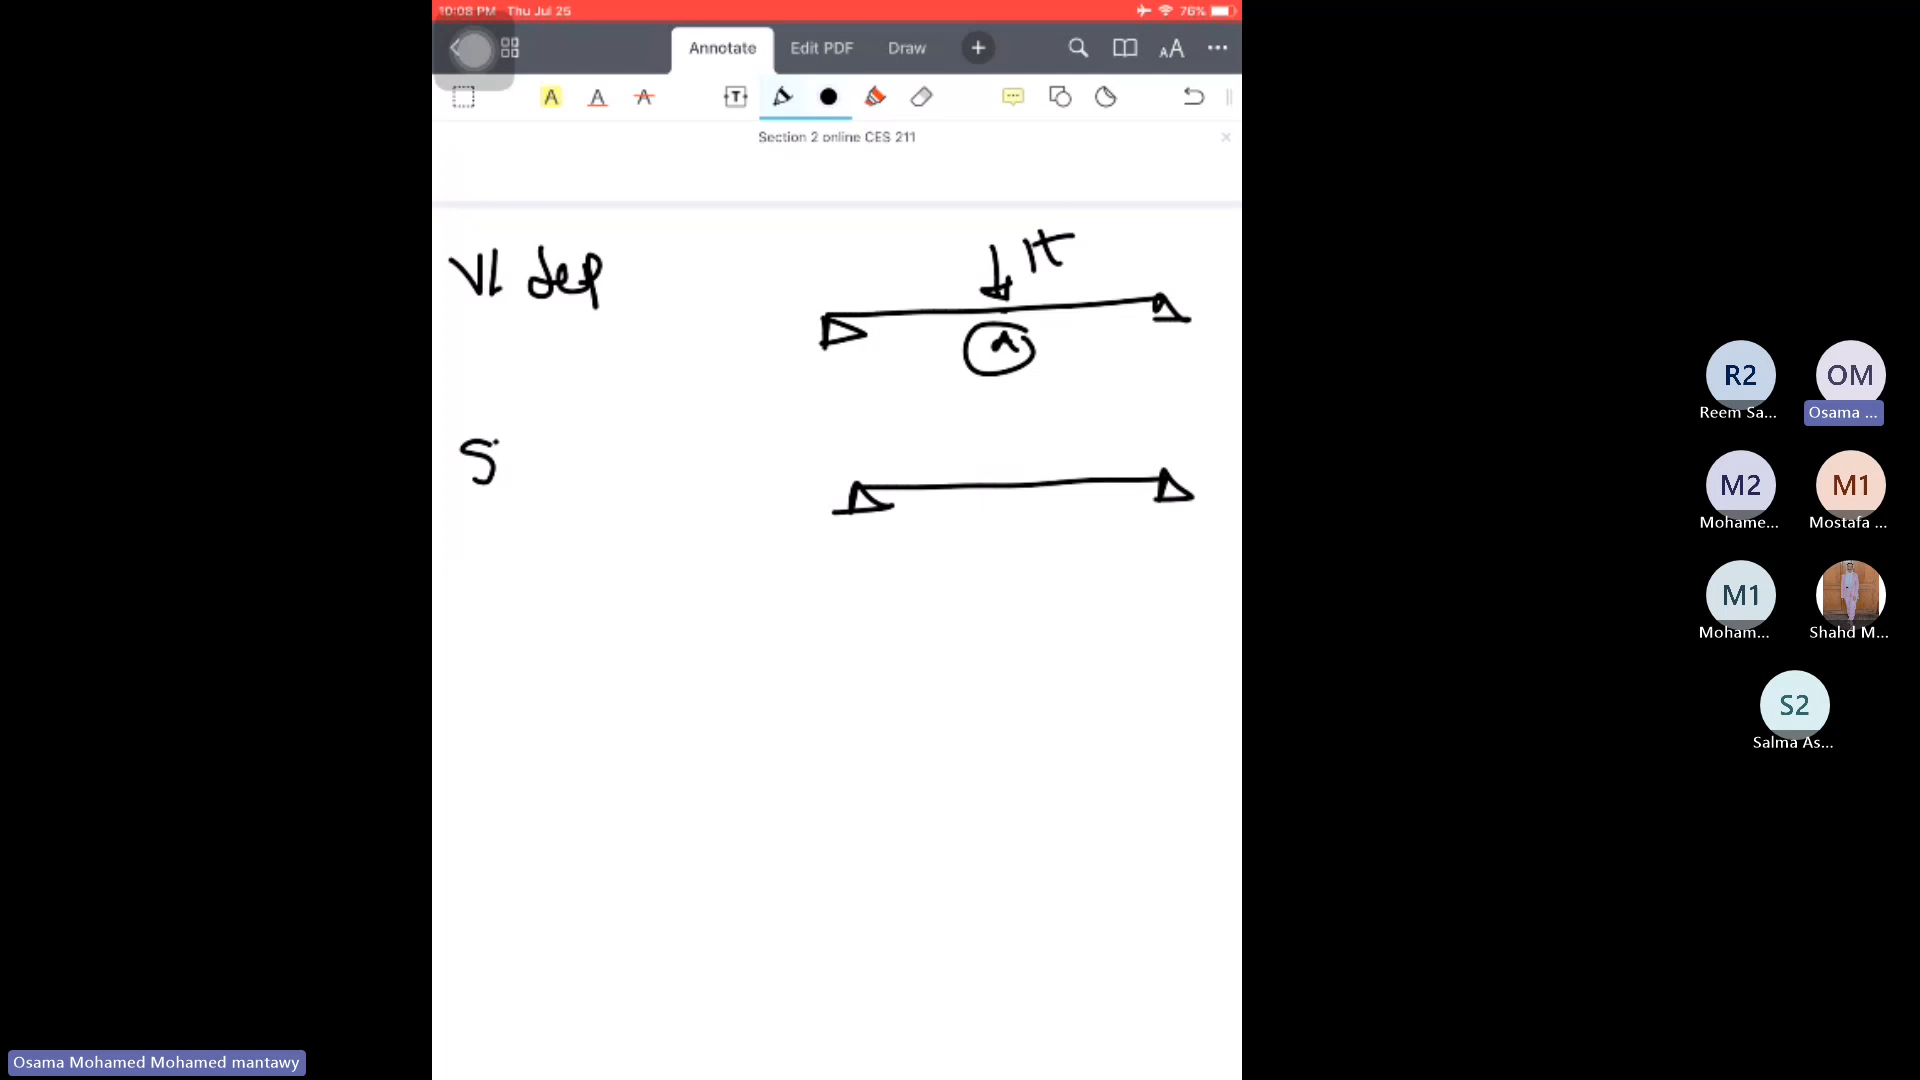 10:08 PM Thu Jul 25
76%
Annotate
Edit PDF
Draw
AA
A
A
A
T
Section 2 online CES 211
VL def
1t
a
S
R2
Reem Sa...
OM
Osama ...
M2
Mohame...
M1
Mostafa ...
M1
Moham...
Shahd M...
S2
Salma As...
Osama Mohamed Mohamed mantawy